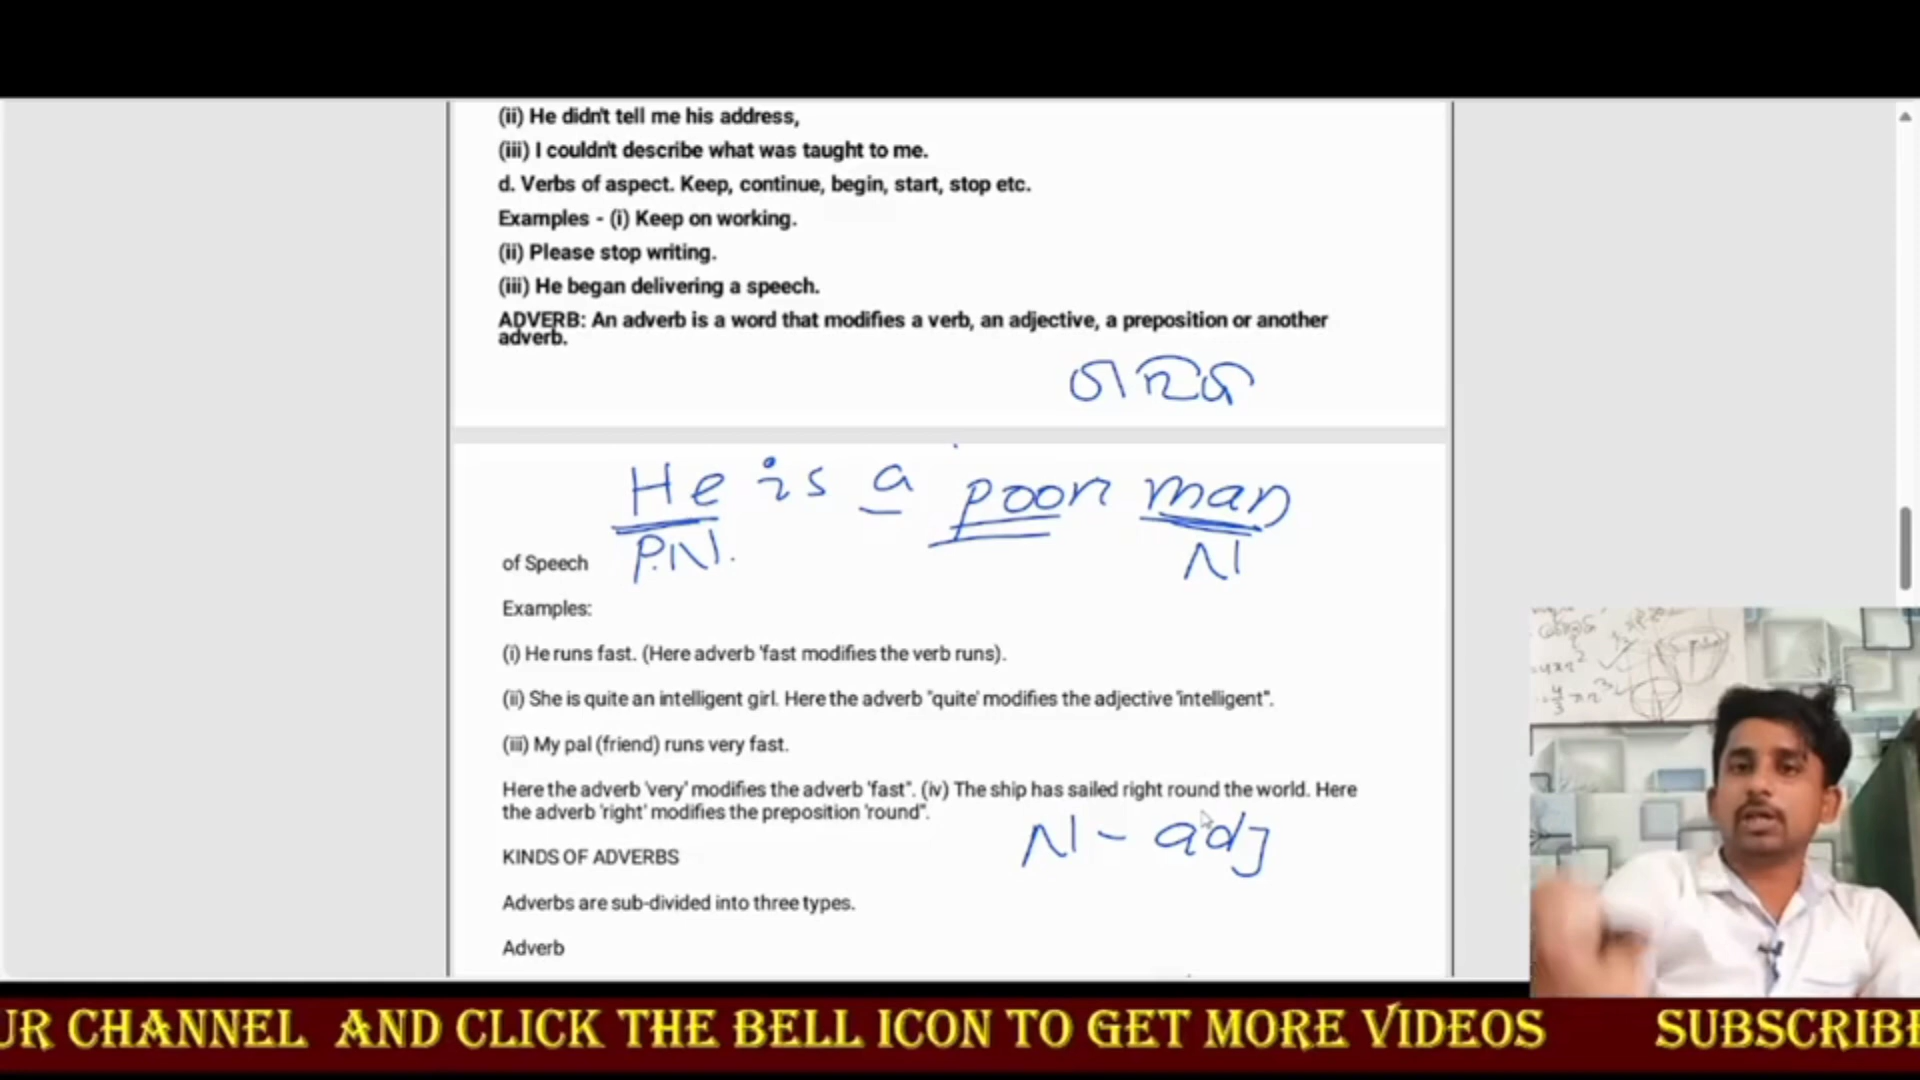 (ii) He didn't tell me his address,
(iii) I couldn't describe what was taught to me.
d. Verbs of aspect. Keep, continue, begin, start, stop etc.
Examples - (i) Keep on working.
(ii) Please stop writing.
(iii) He began delivering a speech.
ADVERB: An adverb is a word that modifies a verb, an adjective, a preposition or another
adverb.
He is a poor man
P.N. N
of Speech
Examples:
(i) He runs fast. (Here adverb 'fast modifies the verb runs).
(ii) She is quite an intelligent girl. Here the adverb "quite' modifies the adjective 'intelligent".
(iii) My pal (friend) runs very fast.
Here the adverb 'very' modifies the adverb 'fast". (iv) The ship has sailed right round the world. Here
the adverb 'right' modifies the preposition 'round".
N - adj
KINDS OF ADVERBS
Adverbs are sub-divided into three types.
Adverb
UR CHANNEL AND CLICK THE BELL ICON TO GET MORE VIDEOS SUBSCRIBE